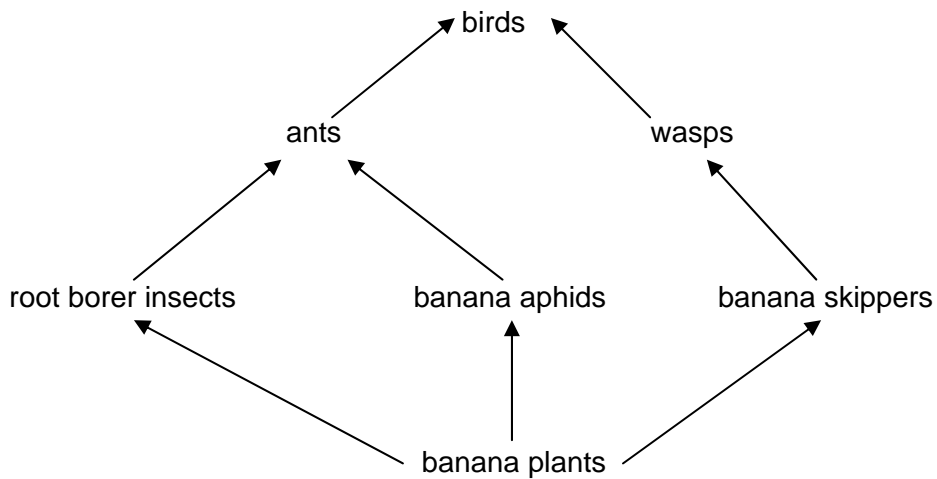 birds
ants
wasps
root borer insects
banana aphids
banana skippers
banana plants